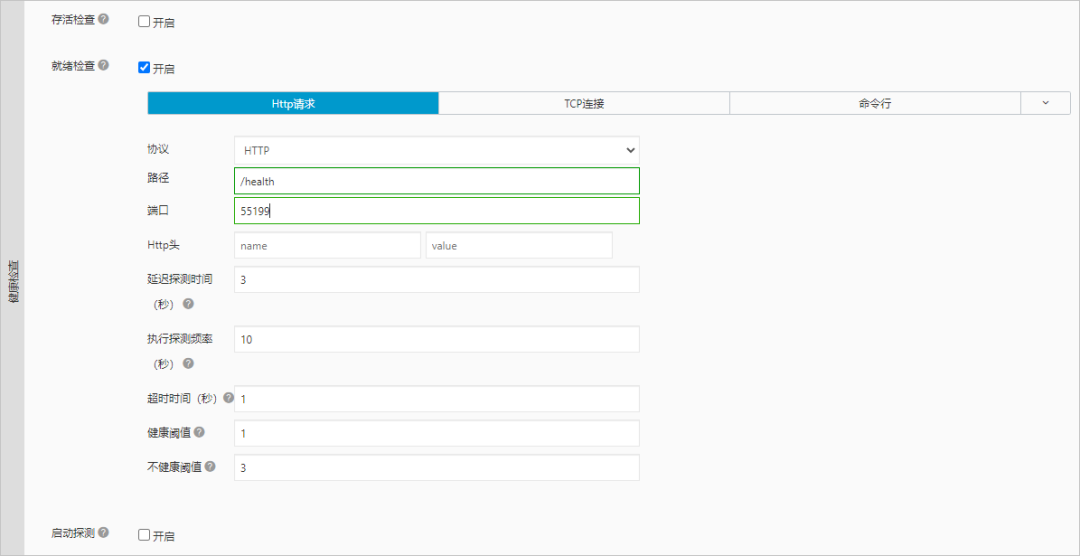 存活检查 ? 开启
就绪检查 ? 开启
Http请求 TCP连接 命令行
协议 HTTP
路径 /health
端口 55199
Http头 name value
延迟探测时间 3
（秒） ?
执行探测频率 10
（秒） ?
超时时间（秒） ? 1
健康阈值 ? 1
不健康阈值 ? 3
启动探测 ? 开启
健康检查